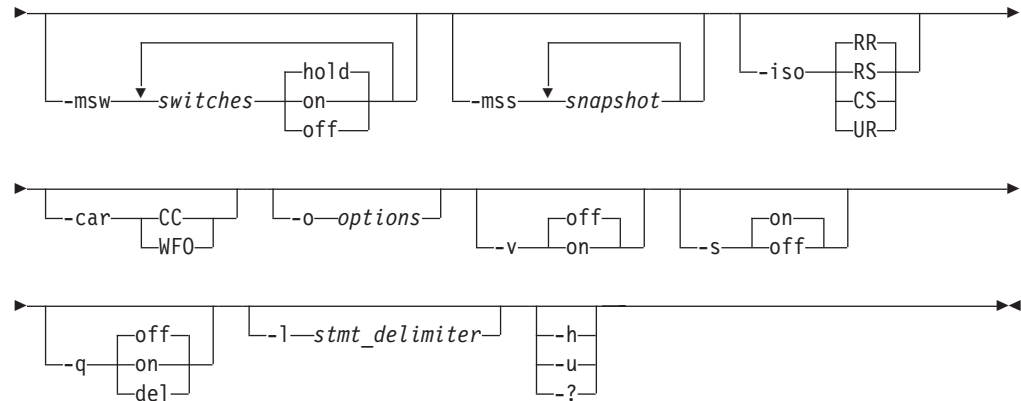 hold RR
-msw switches on -mss snapshot -iso RS
off CS
UR
-car CC -o options off on
WFO -v on -s off
off -l stmt_delimiter -h
-q on -u
del -?